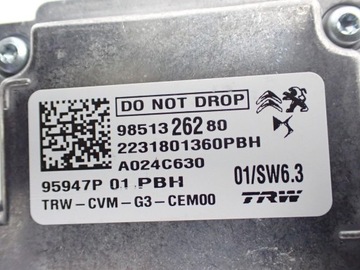 DO NOT DROP
98513 262 80
2231801360PBH
A024C630
95947P 01 PBH
01/SW6.3
TRW-CVM-G3-CEM00
TRW